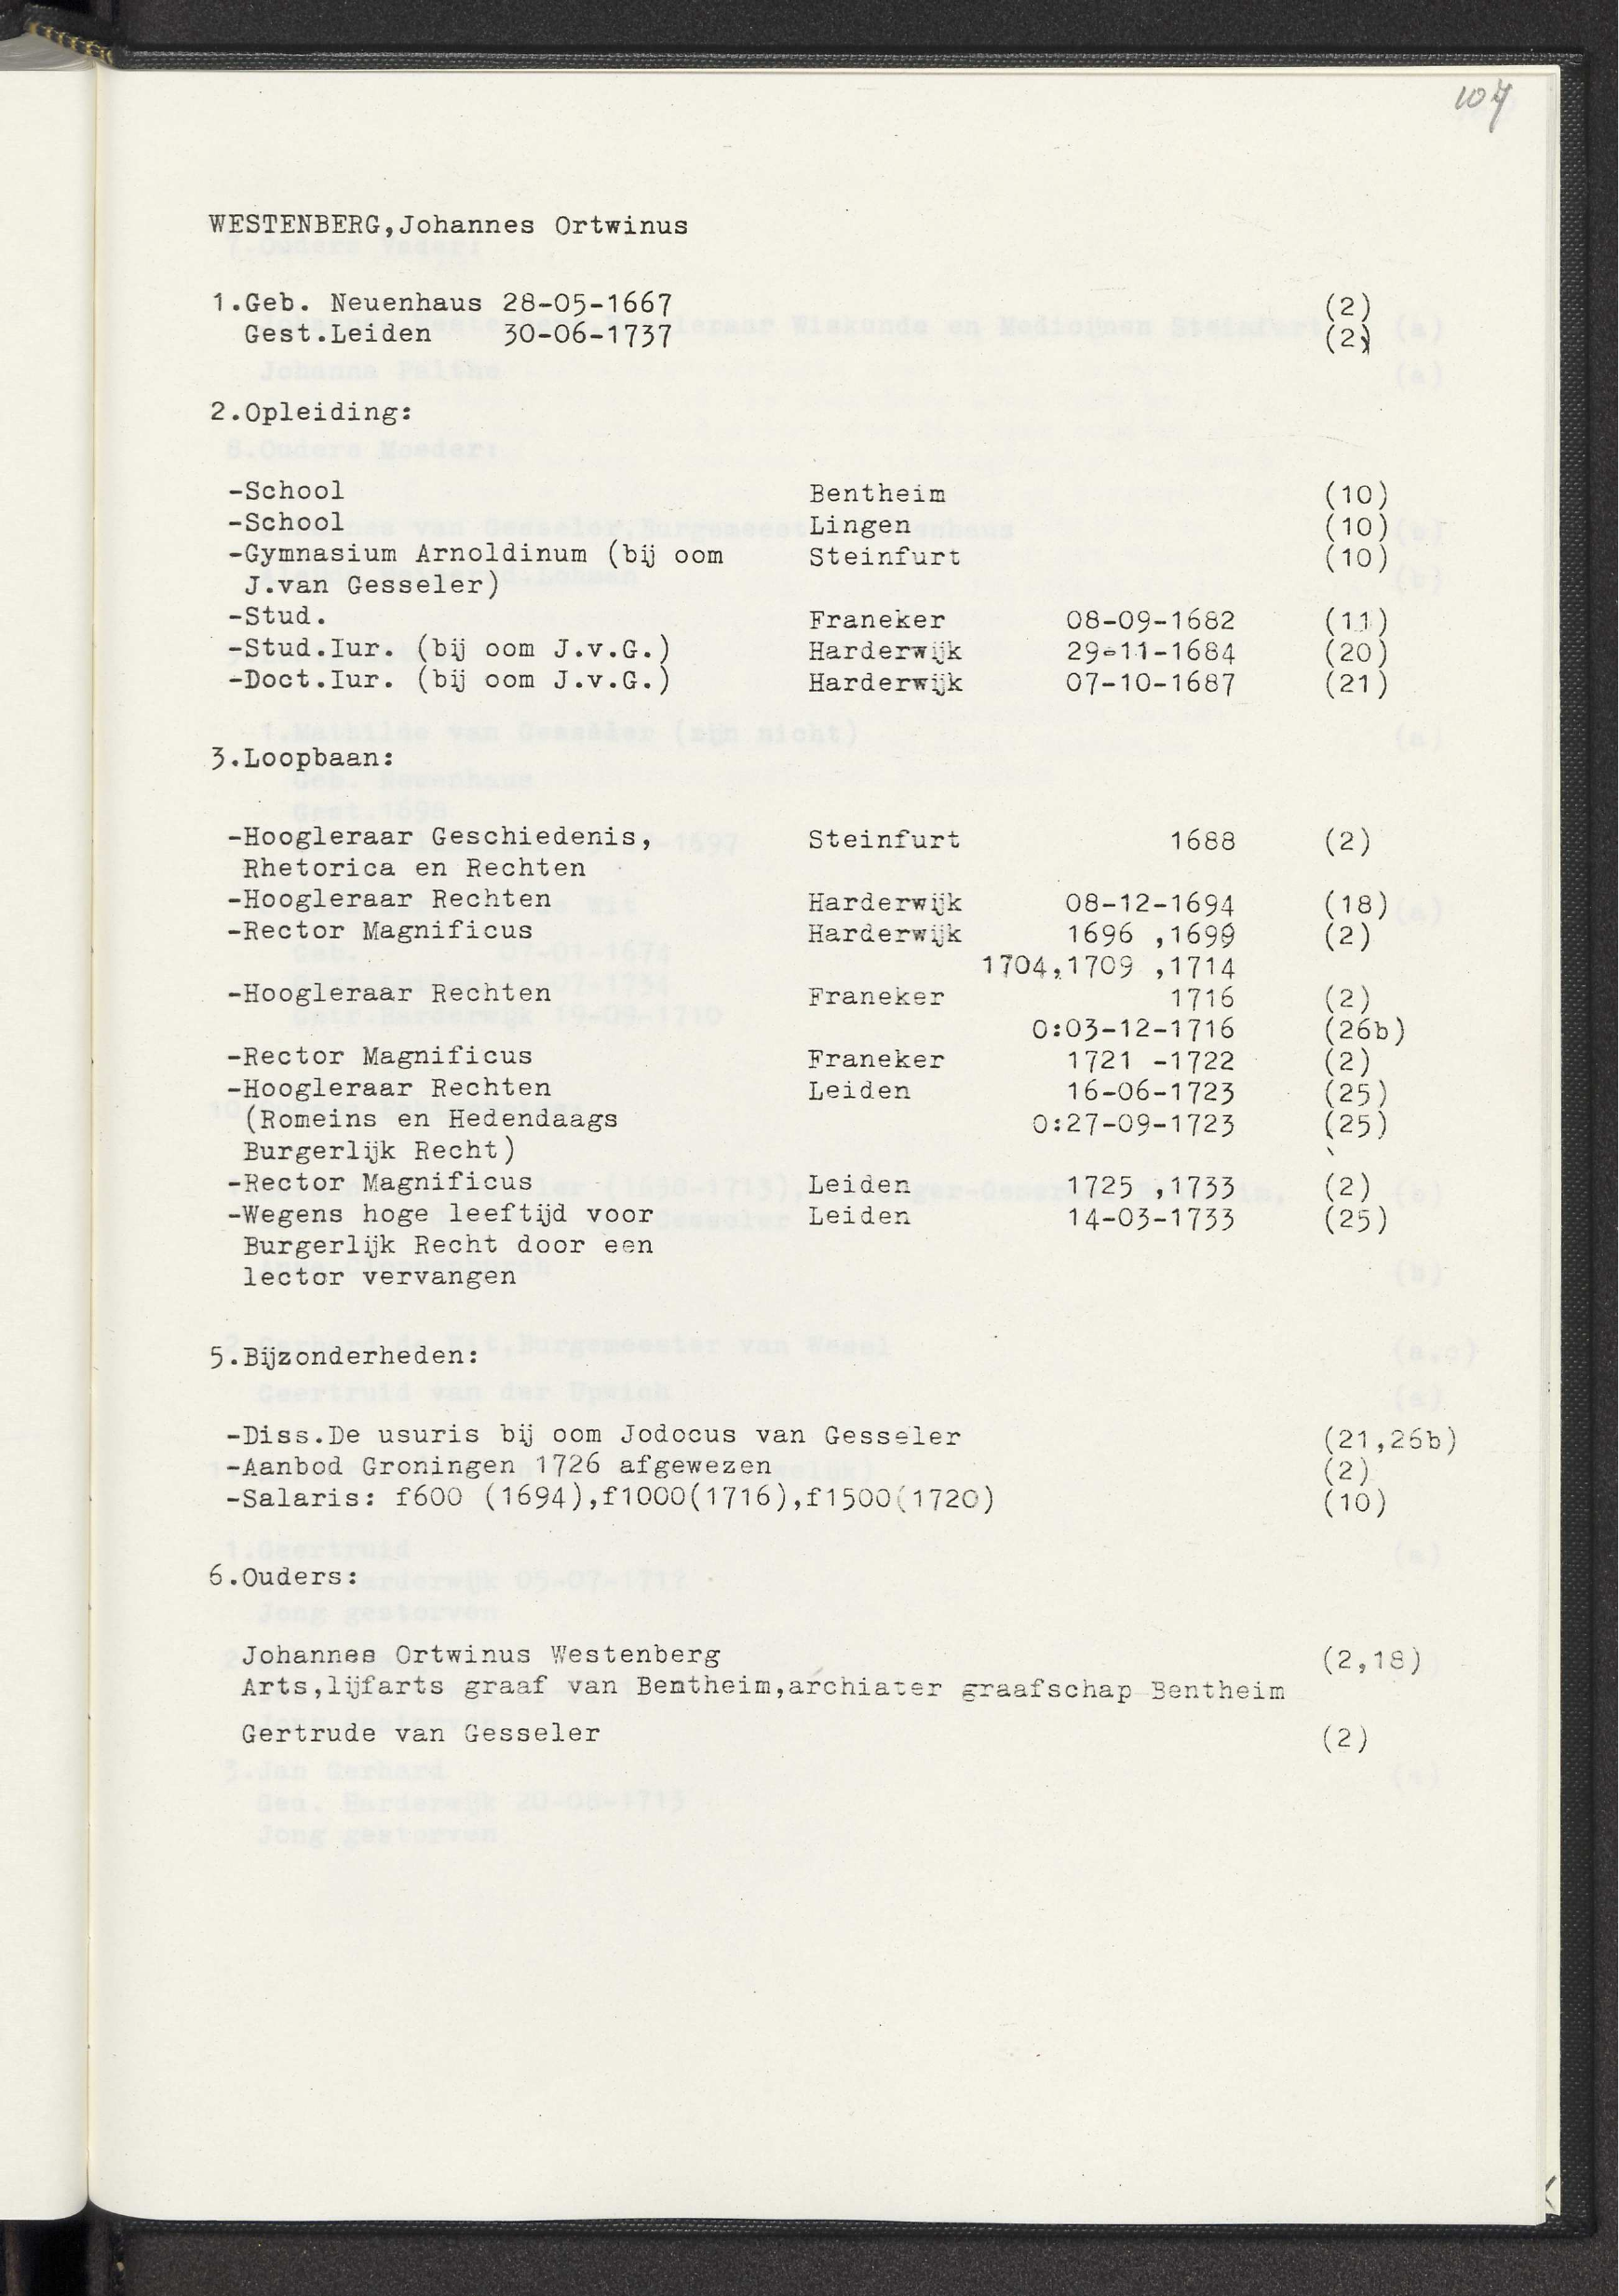 107
WESTENBERG,Johannes Ortwinus
1.Geb. Neuenhaus 28-05-1667 (2)
Gest.Leiden 30-06-1737 (2)
2.Opleiding:
-School Bentheim (10)
-School Lingen (10)
-Gymnasium Arnoldinum (bij oom Steinfurt (10)
J.van Gesseler)
-Stud. Franeker 08-09-1682 (11)
-Stud.Iur. (bij oom J.v.G.) Harderwijk 29-11-1684 (20)
-Doct.Iur. (bij oom J.v.G.) Harderwijk 07-10-1687 (21)
3.Loopbaan:
-Hoogleraar Geschiedenis, Steinfurt 1688 (2)
Rhetorica en Rechten
-Hoogleraar Rechten Harderwijk 08-12-1694 (18)
-Rector Magnificus Harderwijk 1696 ,1699 (2)
1704,1709 ,1714
-Hoogleraar Rechten Franeker 1716 (2)
O:03-12-1716 (26b)
-Rector Magnificus Franeker 1721 -1722 (2)
-Hoogleraar Rechten Leiden 16-06-1723 (25)
(Romeins en Hedendaags O:27-09-1723 (25)
Burgerlijk Recht)
-Rector Magnificus Leiden 1725 ,1733 (2)
-Wegens hoge leeftijd voor Leiden 14-03-1733 (25)
Burgerlijk Recht door een
lector vervangen
5.Bijzonderheden:
-Diss.De usuris bij oom Jodocus van Gesseler (21,26b)
-Aanbod Groningen 1726 afgewezen (2)
-Salaris: f600 (1694),f1000(1716),f1500(1720) (10)
6.Ouders:
Johannes Ortwinus Westenberg (2,18)
Arts,lijfarts graaf van Bentheim,archiater graafschap Bentheim
Gertrude van Gesseler (2)